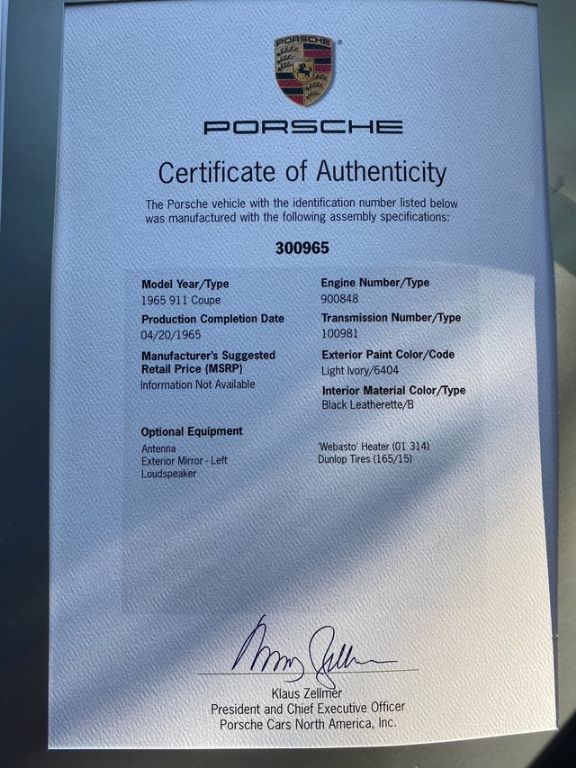 PORSCHE
PORSCHE
Certificate of Authenticity
The Porsche vehicle with the identification number listed below
was manufactured with the following assembly specifications:
300965
Model Year/Type
1965 911 Coupe
Production Completion Date
04/20/1965
Manufacturer's Suggested
Retail Price (MSRP)
Information Not Available
Engine Number/Type
900848
Transmission Number/Type
100981
Exterior Paint Color/Code
Light Ivory/6404
Interior Material Color/Type
Black Leatherette/B
Optional Equipment
Antenna
Exterior Mirror - Left
Loudspeaker
'Webasto' Heater (01 314)
Dunlop Tires (165/15)
Klaus Zellmer
President and Chief Executive Officer
Porsche Cars North America, Inc.